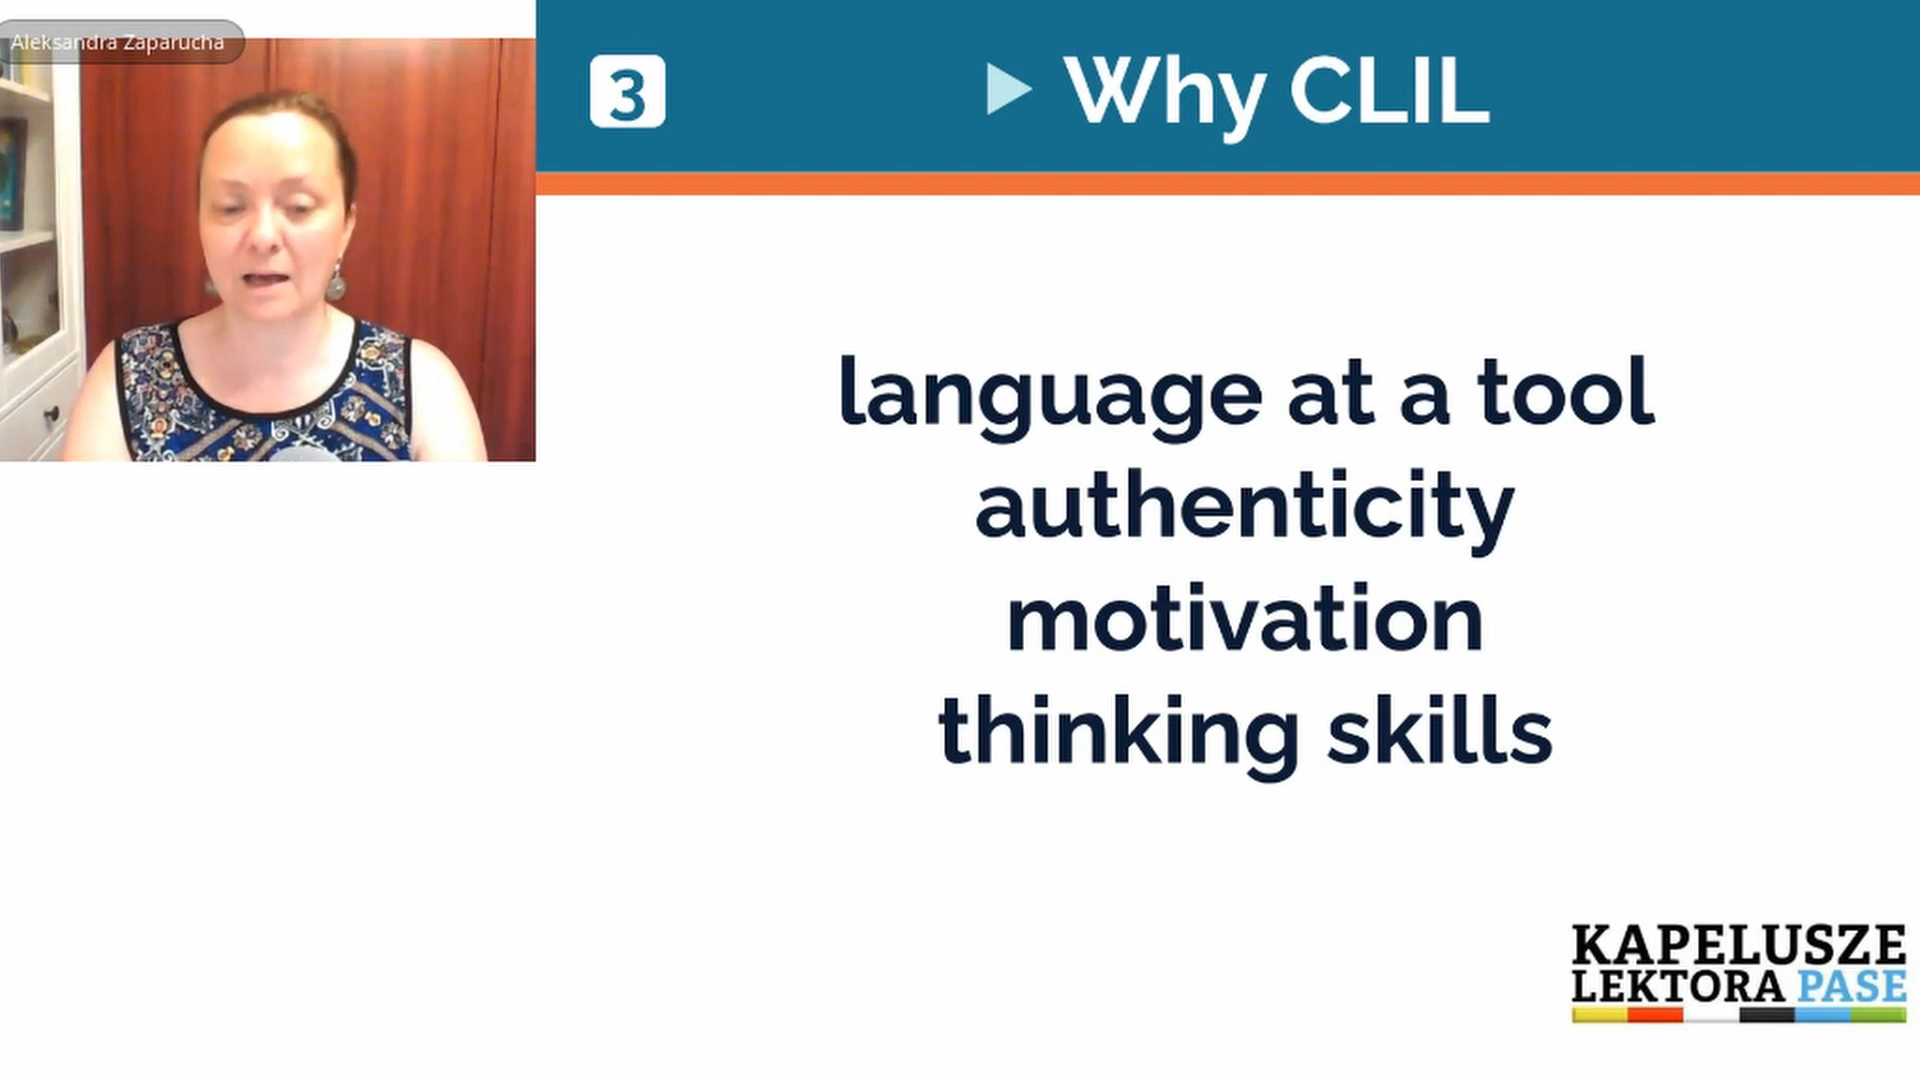 Aleksandra Zaparucha
3
Why CLIL
language at a tool
authenticity
motivation
thinking skills
KAPELUSZE
LEKTORA PASE